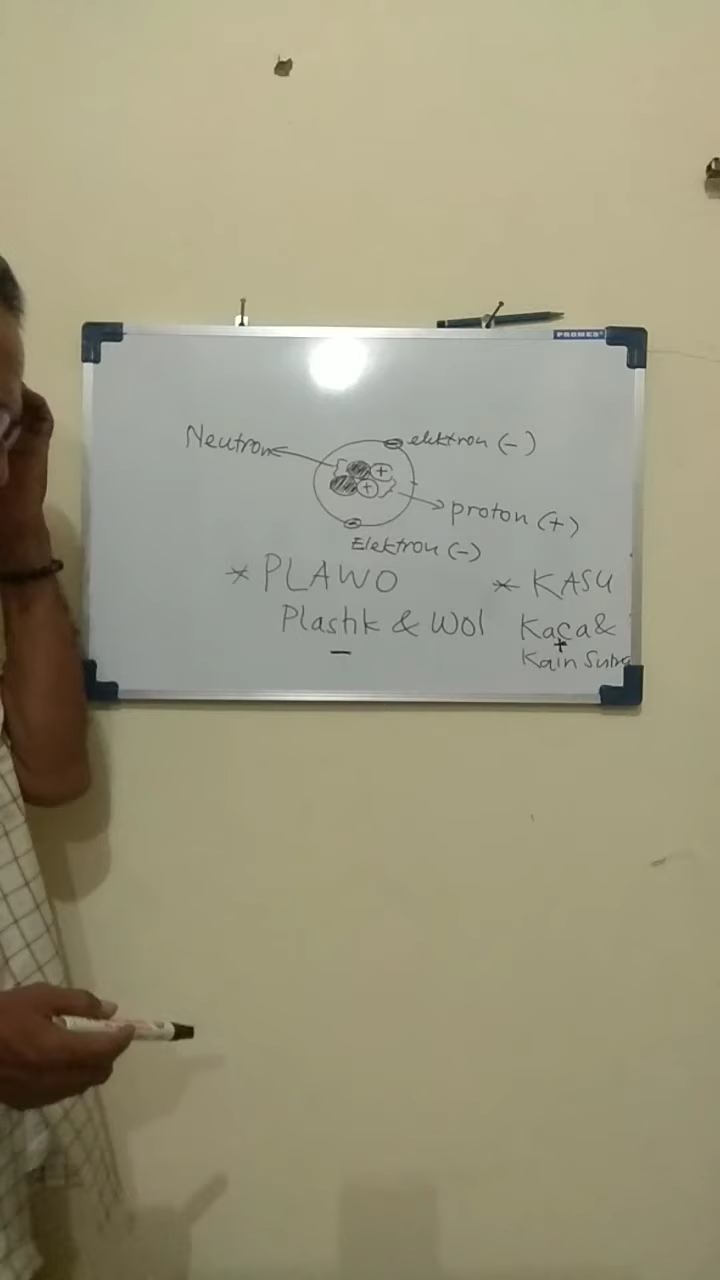 PROMES
Neutron elektron (-)
+
+
proton (+)
Elektron (-)
* PLAWO
Plastik & Wol
-
* KASU
Kaca &
+
Kain Sutra